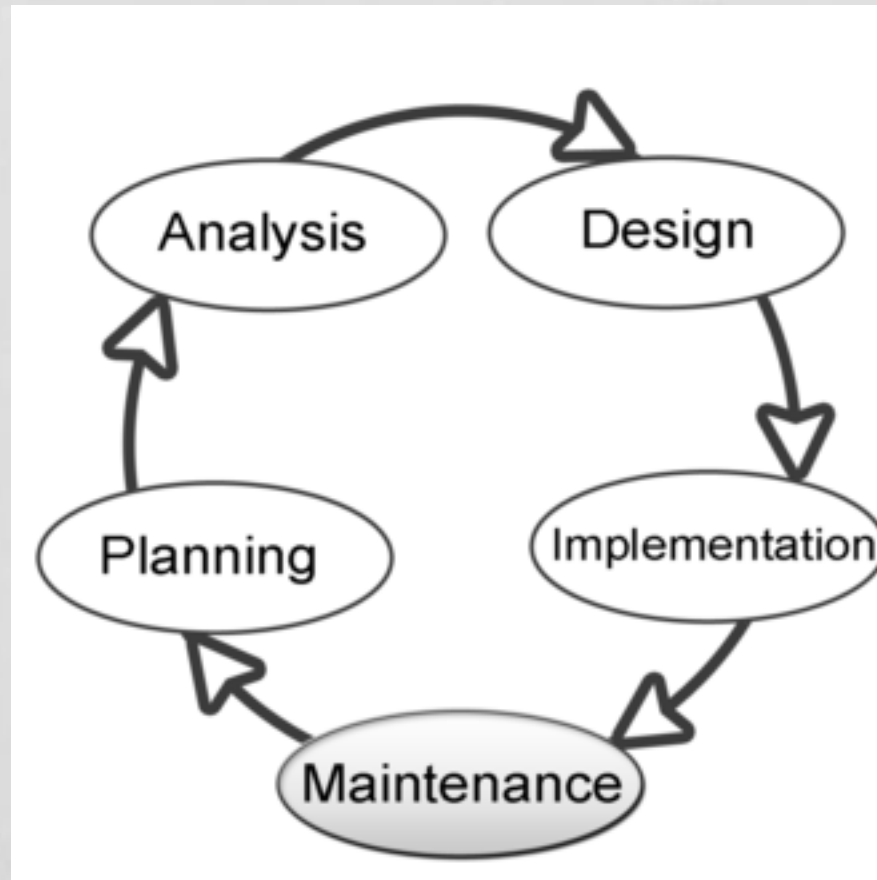 Analysis
Design
Planning
Implementation
Maintenance